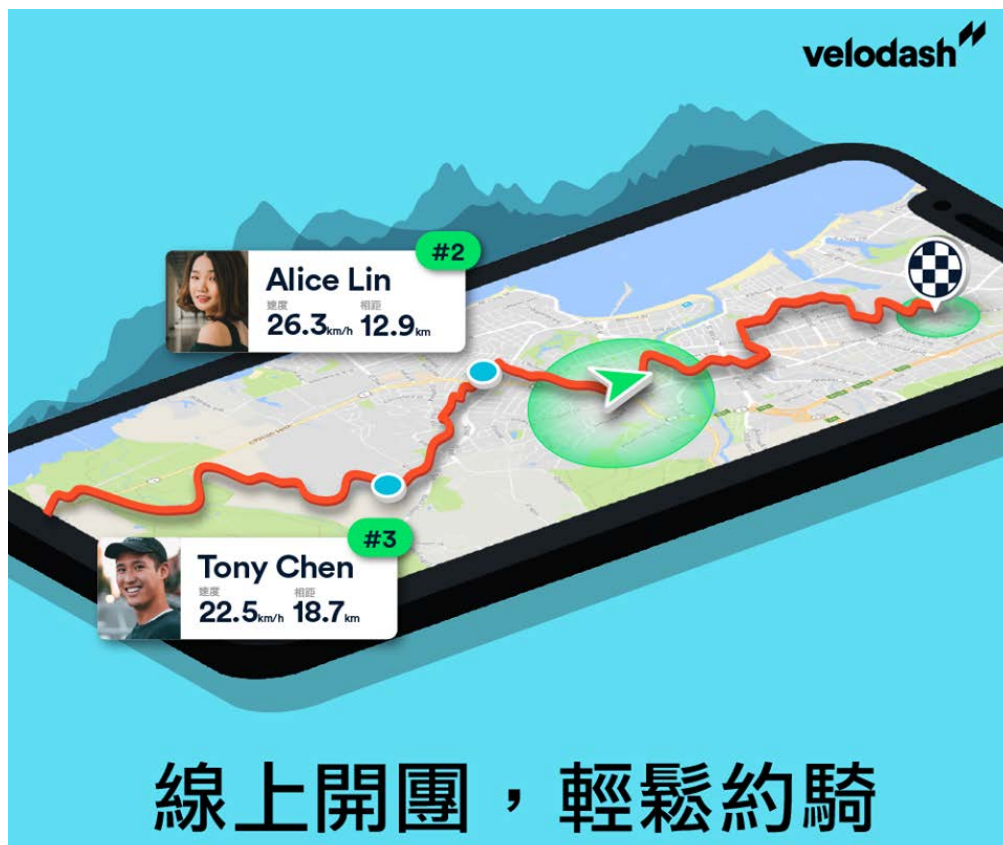 velodash
#2
Alice Lin
速度 相距
26.3km/h 12.9km
#3
Tony Chen
速度 相距
22.5km/h 18.7km
線上開團，輕鬆約騎